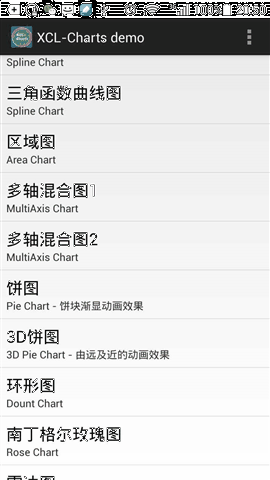 100% 20:50
XCL-Charts demo
Spline Chart
三角函数曲线图
Spline Chart
区域图
Area Chart
多轴混合图1
MultiAxis Chart
多轴混合图2
MultiAxis Chart
饼图
Pie Chart - 饼块渐显动画效果
3D饼图
3D Pie Chart - 由远及近的动画效果
环形图
Dount Chart
南丁格尔玫瑰图
Rose Chart